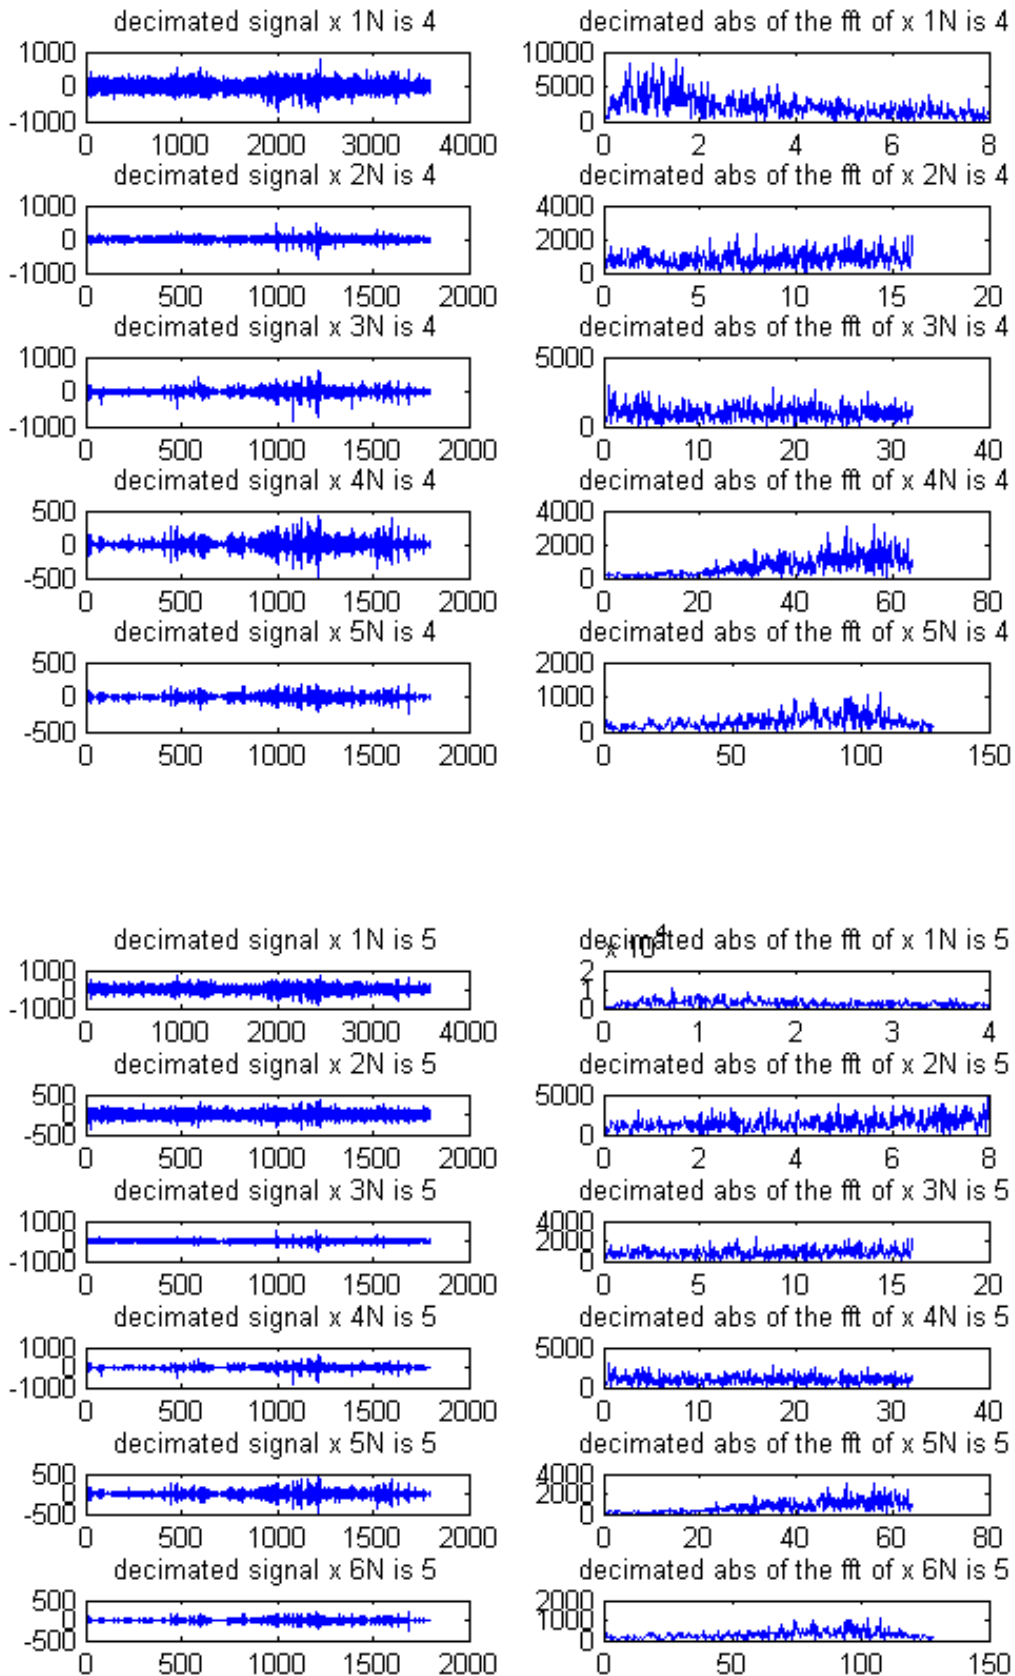 decimated signal x 1N is 4
1000
0
-1000
0 1000 2000 3000 4000
decimated abs of the fft of x 1N is 4
10000
5000
0
0 2 4 6 8
decimated signal x 2N is 4
1000
0
-1000
0 500 1000 1500 2000
decimated abs of the fft of x 2N is 4
4000
2000
0
0 5 10 15 20
decimated signal x 3N is 4
1000
0
-1000
0 500 1000 1500 2000
decimated abs of the fft of x 3N is 4
5000
0
0 10 20 30 40
decimated signal x 4N is 4
500
0
-500
0 500 1000 1500 2000
decimated abs of the fft of x 4N is 4
4000
2000
0
0 20 40 60 80
decimated signal x 5N is 4
500
0
-500
0 500 1000 1500 2000
decimated abs of the fft of x 5N is 4
2000
1000
0
0 50 100 150
decimated signal x 1N is 5
1000
0
-1000
0 1000 2000 3000 4000
decimated abs of the fft of x 1N is 5
x 10^4
2
1
0
0 1 2 3 4
decimated signal x 2N is 5
500
0
-500
0 500 1000 1500 2000
decimated abs of the fft of x 2N is 5
5000
0
0 2 4 6 8
decimated signal x 3N is 5
1000
0
-1000
0 500 1000 1500 2000
decimated abs of the fft of x 3N is 5
4000
2000
0
0 5 10 15 20
decimated signal x 4N is 5
1000
0
-1000
0 500 1000 1500 2000
decimated abs of the fft of x 4N is 5
5000
0
0 10 20 30 40
decimated signal x 5N is 5
500
0
-500
0 500 1000 1500 2000
decimated abs of the fft of x 5N is 5
4000
2000
0
0 20 40 60 80
decimated signal x 6N is 5
500
0
-500
0 500 1000 1500 2000
decimated abs of the fft of x 6N is 5
2000
1000
0
0 50 100 150